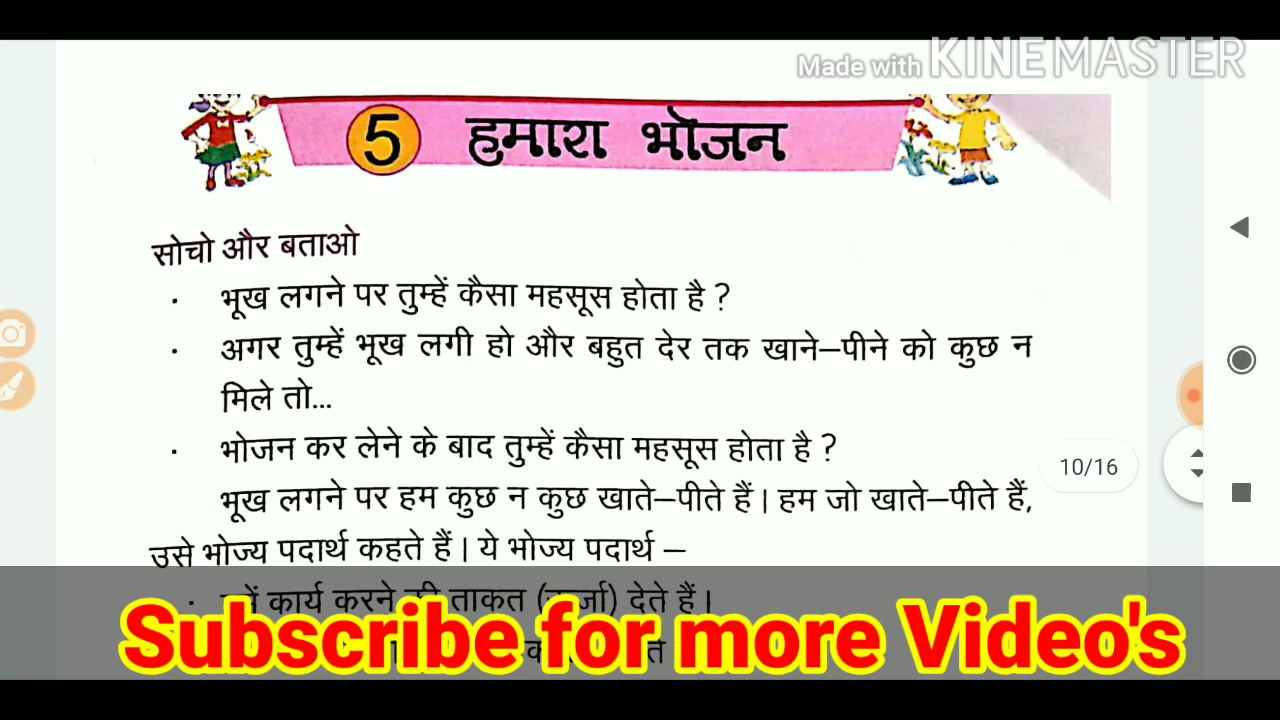 Made with KINEMASTER
5 हमारा भोजन
सोचो और बताओ
· भूख लगने पर तुम्हें कैसा महसूस होता है ?
· अगर तुम्हें भूख लगी हो और बहुत देर तक खाने–पीने को कुछ न
मिले तो...
· भोजन कर लेने के बाद तुम्हें कैसा महसूस होता है ?
भूख लगने पर हम कुछ न कुछ खाते–पीते हैं। हम जो खाते–पीते हैं,
10/16
उसे भोज्य पदार्थ कहते हैं। ये भोज्य पदार्थ –
· कार्य करने की ताकत देते हैं।
Subscribe for more Video's